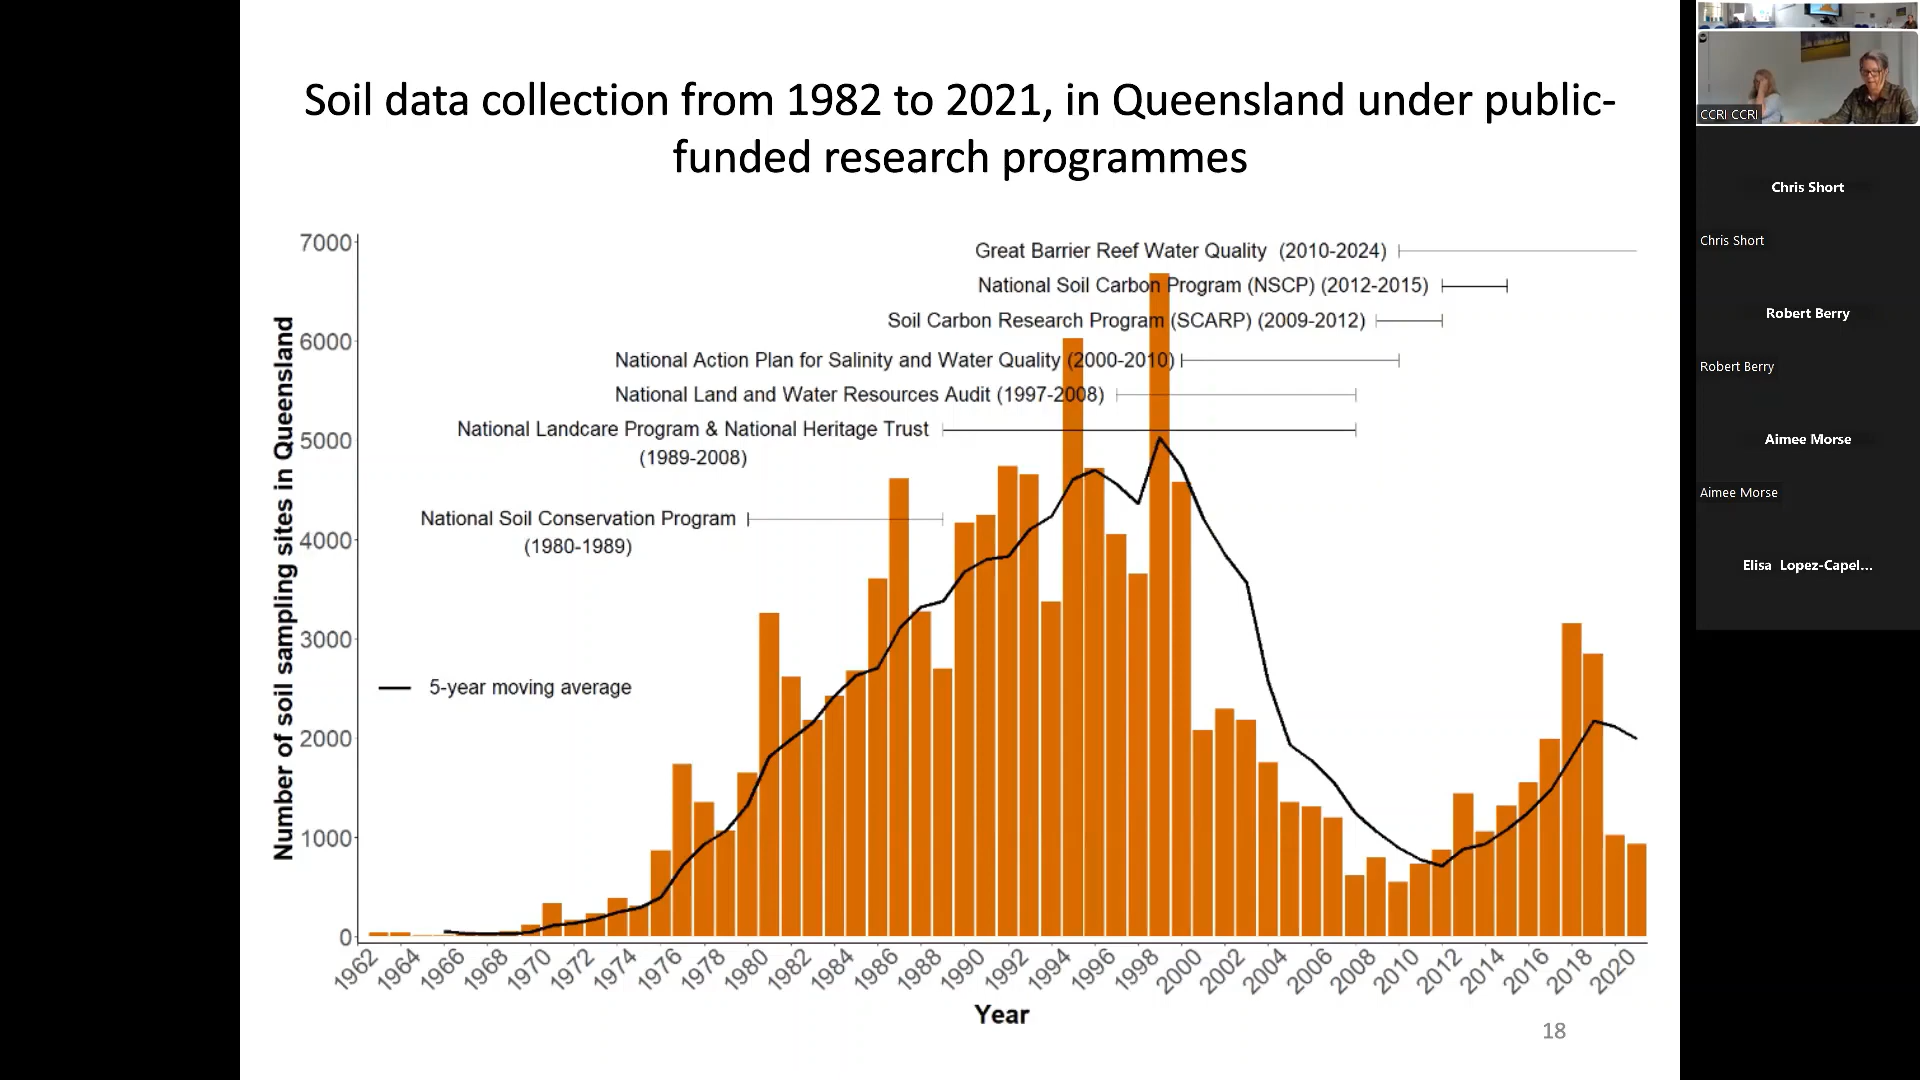 Soil data collection from 1982 to 2021, in Queensland under public-
funded research programmes
7000
6000
5000
4000
3000
2000
1000
0
Number of soil sampling sites in Queensland
Great Barrier Reef Water Quality (2010-2024)
National Soil Carbon Program (NSCP) (2012-2015)
Soil Carbon Research Program (SCARP) (2009-2012)
National Action Plan for Salinity and Water Quality (2000-2010)
National Land and Water Resources Audit (1997-2008)
National Landcare Program & National Heritage Trust
(1989-2008)
National Soil Conservation Program
(1980-1989)
5-year moving average
1962 1964 1966 1968 1970 1972 1974 1976 1978 1980 1982 1984 1986 1988 1990 1992 1994 1996 1998 2000 2002 2004 2006 2008 2010 2012 2014 2016 2018 2020
Year
18
CCRI CCRI
Chris Short
Chris Short
Robert Berry
Robert Berry
Aimee Morse
Aimee Morse
Elisa Lopez-Capel...